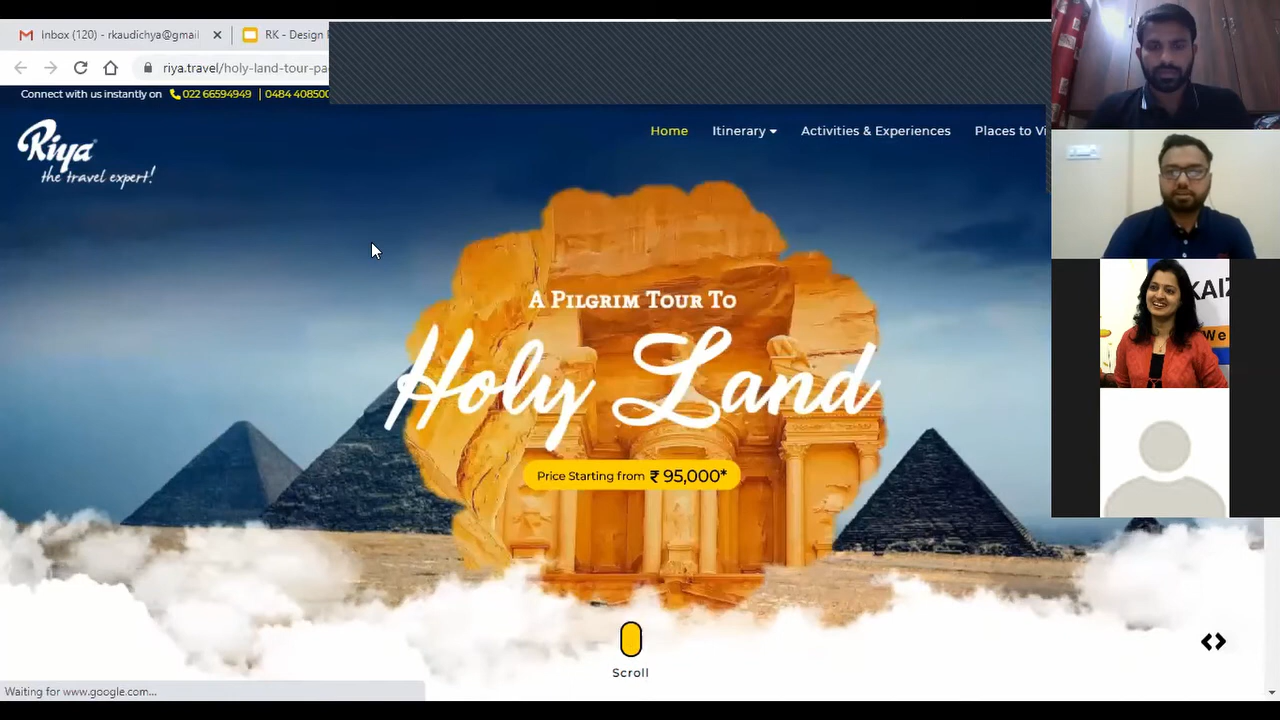 Inbox (120) - rkaudichya@gmai
RK - Design
riya.travel/holy-land-tour-pa
Connect with us instantly on 022 66594949 | 0484 408500
Riya
the travel expert!
Home Itinerary Activities & Experiences Places to Vi
A PILGRIM TOUR TO
Holy Land
Price Starting from ₹ 95,000*
Scroll
Waiting for www.google.com...
KAIZ
We